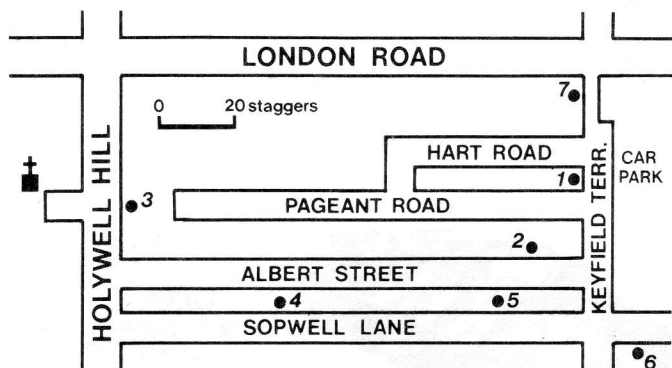 LONDON ROAD
7
0 20 staggers
HART ROAD
CAR
PARK
1
HOLYWELL HILL
3
PAGEANT ROAD
KEYFIELD TERR.
2
ALBERT STREET
4
5
SOPWELL LANE
6